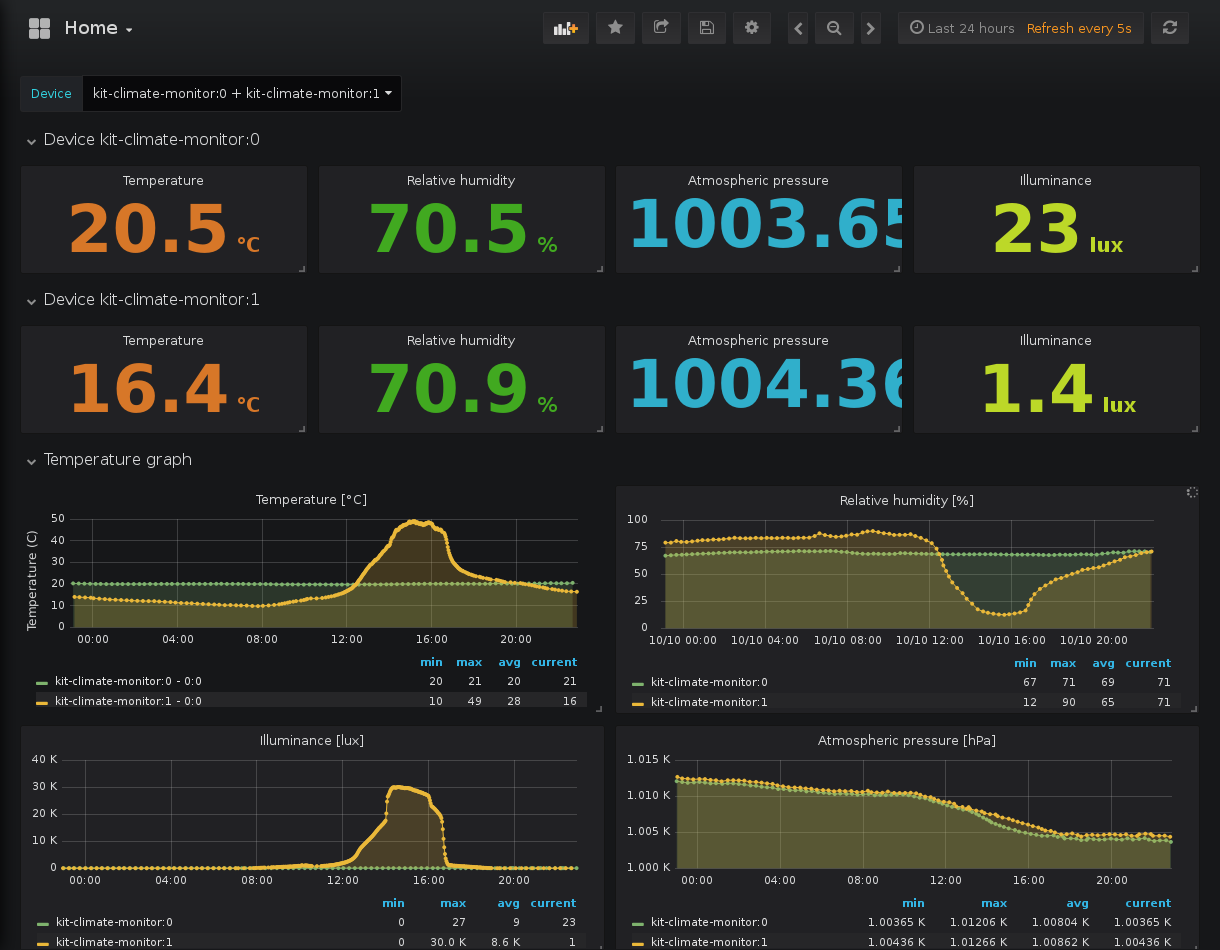 Home
Last 24 hours Refresh every 5s
Device kit-climate-monitor:0 + kit-climate-monitor:1
Device kit-climate-monitor:0
Temperature Relative humidity Atmospheric pressure Illuminance
20.5 °C 70.5 % 1003.65 23 lux
Device kit-climate-monitor:1
Temperature Relative humidity Atmospheric pressure Illuminance
16.4 °C 70.9 % 1004.36 1.4 lux
Temperature graph
Temperature [°C]
Temperature (C)
50
40
30
20
10
0
00:00 04:00 08:00 12:00 16:00 20:00
min max avg current
kit-climate-monitor:0 - 0:0 20 21 20 21
kit-climate-monitor:1 - 0:0 10 49 28 16
Relative humidity [%]
100
75
50
25
0
10/10 00:00 10/10 04:00 10/10 08:00 10/10 12:00 10/10 16:00 10/10 20:00
min max avg current
kit-climate-monitor:0 67 71 69 71
kit-climate-monitor:1 12 90 65 71
Illuminance [lux]
40 K
30 K
20 K
10 K
0
00:00 04:00 08:00 12:00 16:00 20:00
min max avg current
kit-climate-monitor:0 0 27 9 23
kit-climate-monitor:1 0 30.0 K 8.6 K 1
Atmospheric pressure [hPa]
1.015 K
1.010 K
1.005 K
1.000 K
00:00 04:00 08:00 12:00 16:00 20:00
min max avg current
kit-climate-monitor:0 1.00365 K 1.01206 K 1.00804 K 1.00365 K
kit-climate-monitor:1 1.00436 K 1.01266 K 1.00862 K 1.00436 K